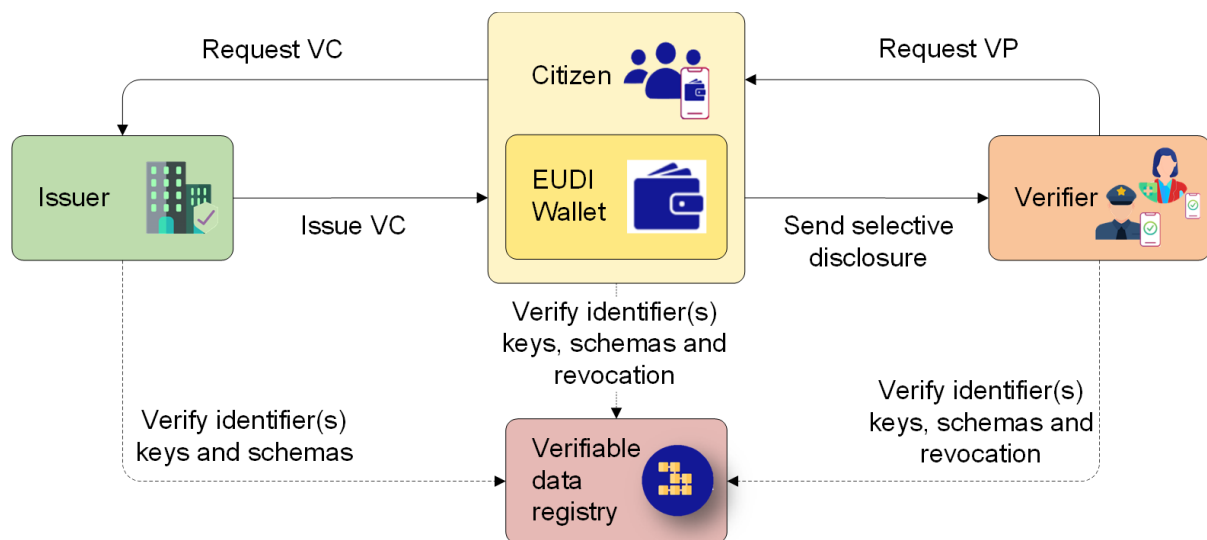 Request VC
Citizen
Request VP
Issuer
EUDI
Wallet
Verifier
Issue VC
Send selective
disclosure
Verify identifier(s)
keys, schemas and
revocation
Verify identifier(s)
keys and schemas
Verify identifier(s)
keys, schemas and
revocation
Verifiable
data
registry